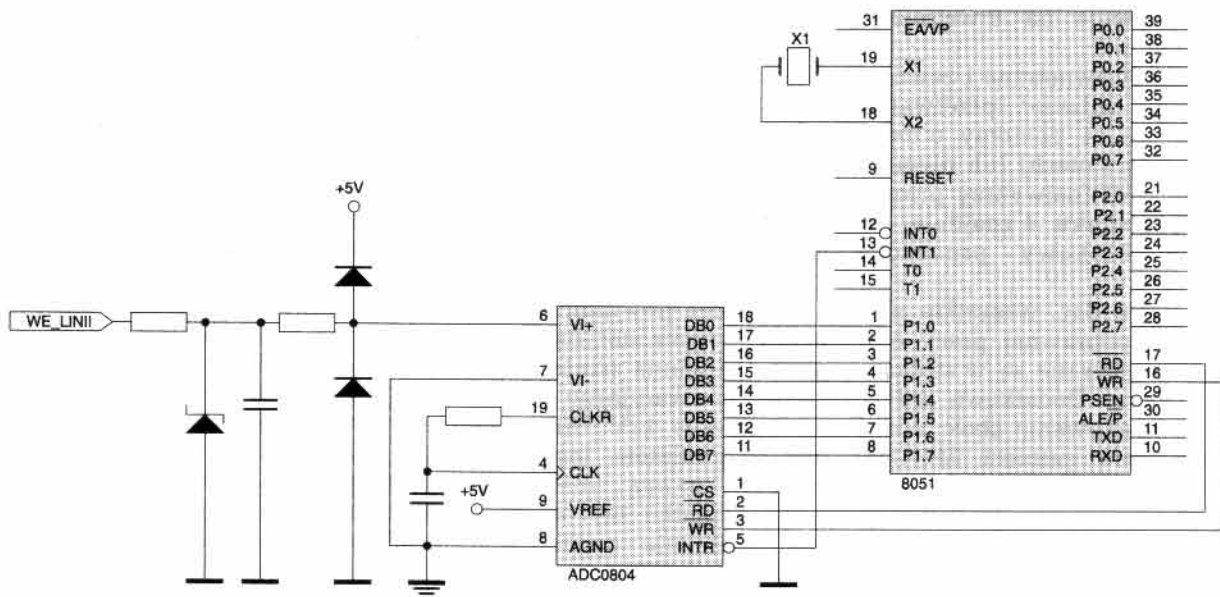 WE_LINII
+5V
+5V
6
7
19
4
9
8
VI+
VI-
CLKR
CLK
VREF
AGND
DB0
DB1
DB2
DB3
DB4
DB5
DB6
DB7
CS
RD
WR
INTR
18
17
16
15
14
13
12
11
1
2
3
5
ADC0804
X1
31
19
18
9
12
13
14
15
1
2
3
4
5
6
7
8
EA/VP
X1
X2
RESET
INT0
INT1
T0
T1
P1.0
P1.1
P1.2
P1.3
P1.4
P1.5
P1.6
P1.7
P0.0
P0.1
P0.2
P0.3
P0.4
P0.5
P0.6
P0.7
P2.0
P2.1
P2.2
P2.3
P2.4
P2.5
P2.6
P2.7
RD
WR
PSEN
ALE/P
TXD
RXD
39
38
37
36
35
34
33
32
21
22
23
24
25
26
27
28
17
16
29
30
11
10
8051